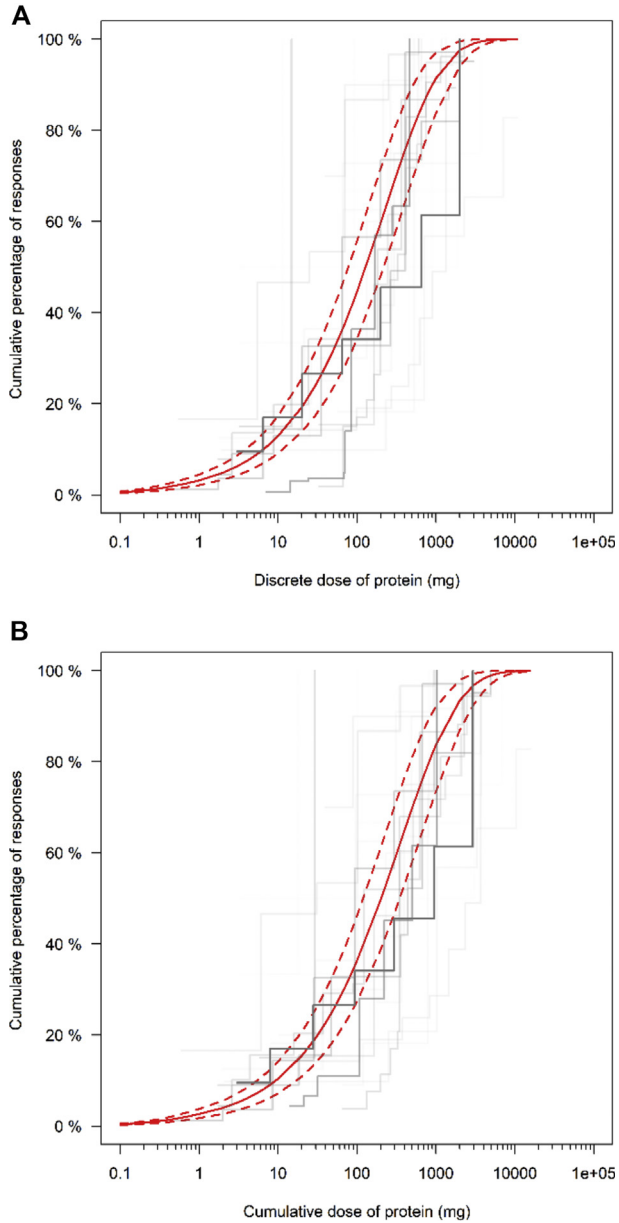 A
100 %
80 %
60 %
40 %
20 %
0 %
Cumulative percentage of responses
0.1 1 10 100 1000 10000 1e+05
Discrete dose of protein (mg)
B
100 %
80 %
60 %
40 %
20 %
0 %
Cumulative percentage of responses
0.1 1 10 100 1000 10000 1e+05
Cumulative dose of protein (mg)